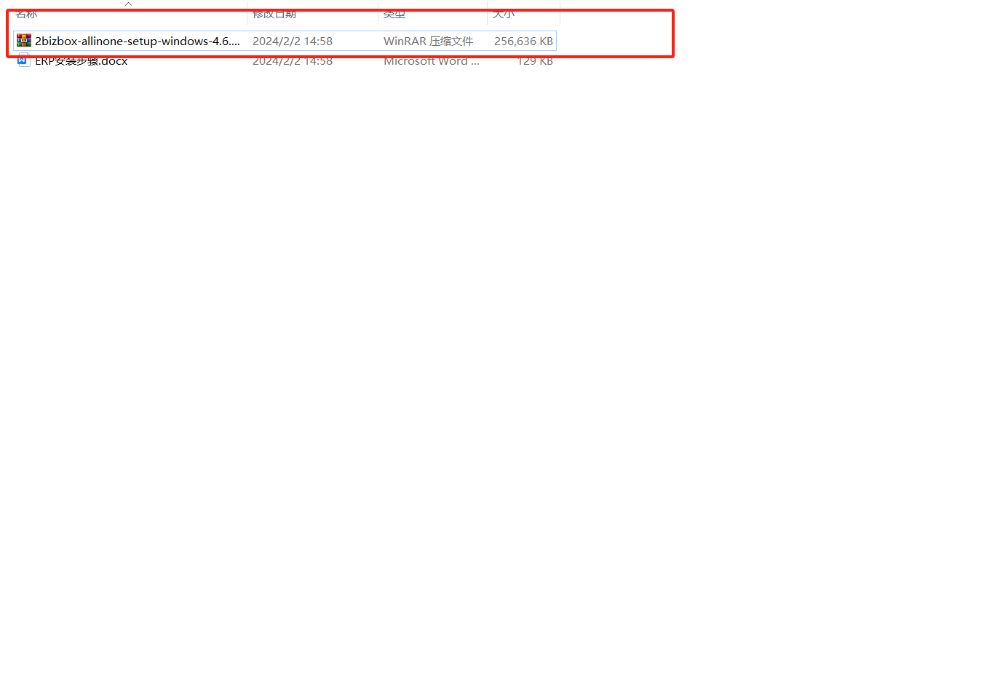 名称 修改日期 类型 大小
2bizbox-allinone-setup-windows-4.6.... 2024/2/2 14:58 WinRAR 压缩文件 256,636 KB
ERP安装步骤.docx 2024/2/2 14:58 Microsoft Word ... 129 KB